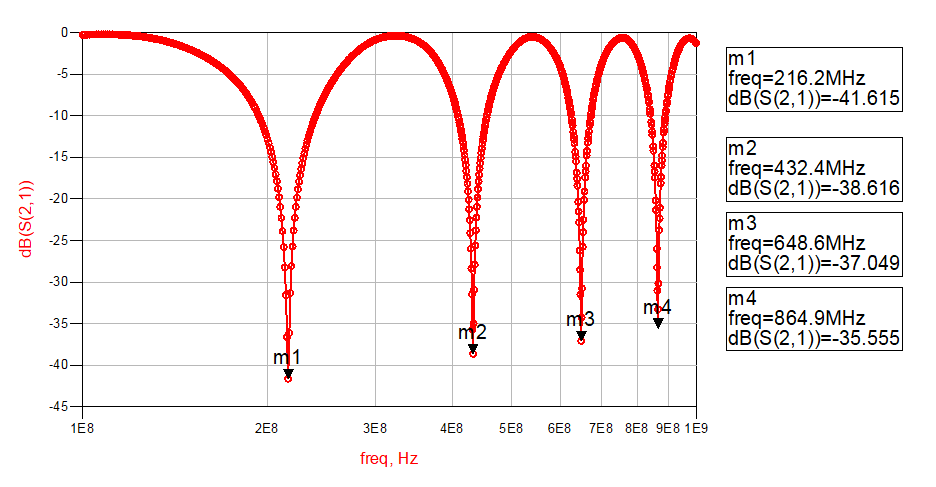 0
-5
-10
-15
-20
-25
-30
-35
-40
-45
dB(S(2,1))
m1
m2
m3
m4
1E8
2E8
3E8
4E8
5E8
6E8
7E8
8E8
9E8
1E9
freq, Hz
m1
freq=216.2MHz
dB(S(2,1))=-41.615
m2
freq=432.4MHz
dB(S(2,1))=-38.616
m3
freq=648.6MHz
dB(S(2,1))=-37.049
m4
freq=864.9MHz
dB(S(2,1))=-35.555